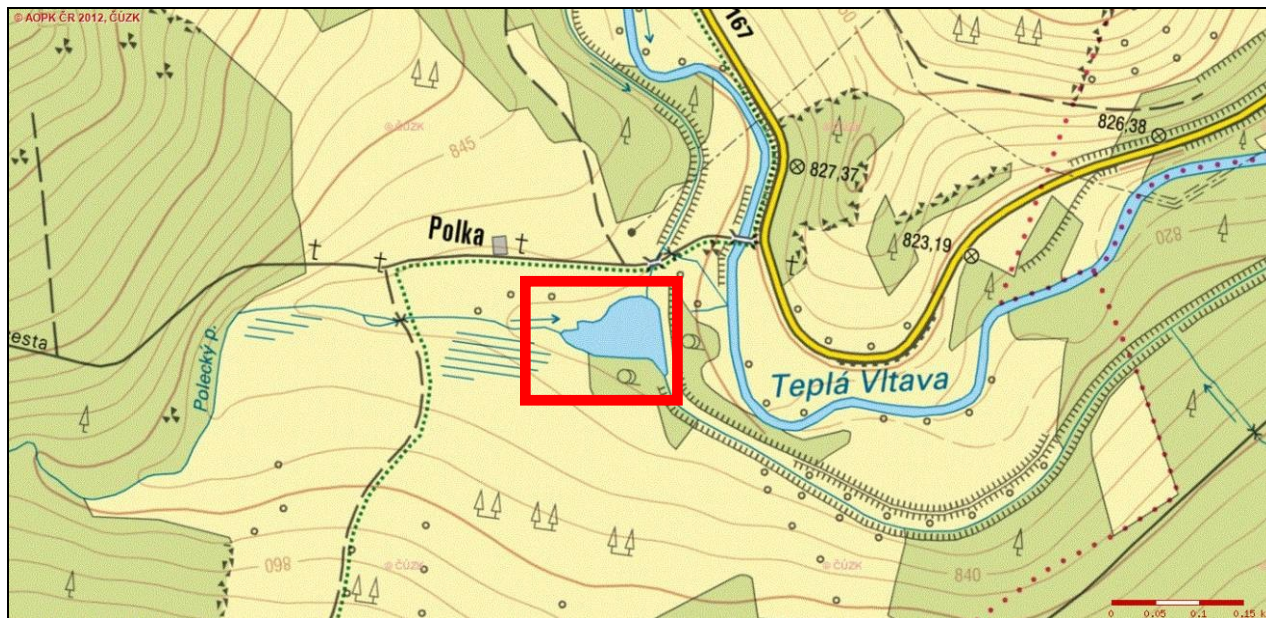 © AOPK ČR 2012, ČÚZK
167
© ČÚZK
826,38
845
827,37
Polka
823,19
820
esta
Polecký p.
Teplá Vltava
860
© ČÚZK
© ČÚZK
840
0 0.05 0.1 0.15 k